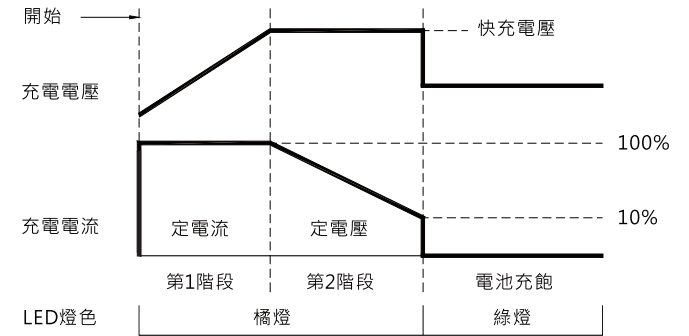 開始
快充電壓
充電電壓
100%
10%
充電電流
定電流
定電壓
第1階段
第2階段
電池充飽
LED燈色
橘燈
綠燈